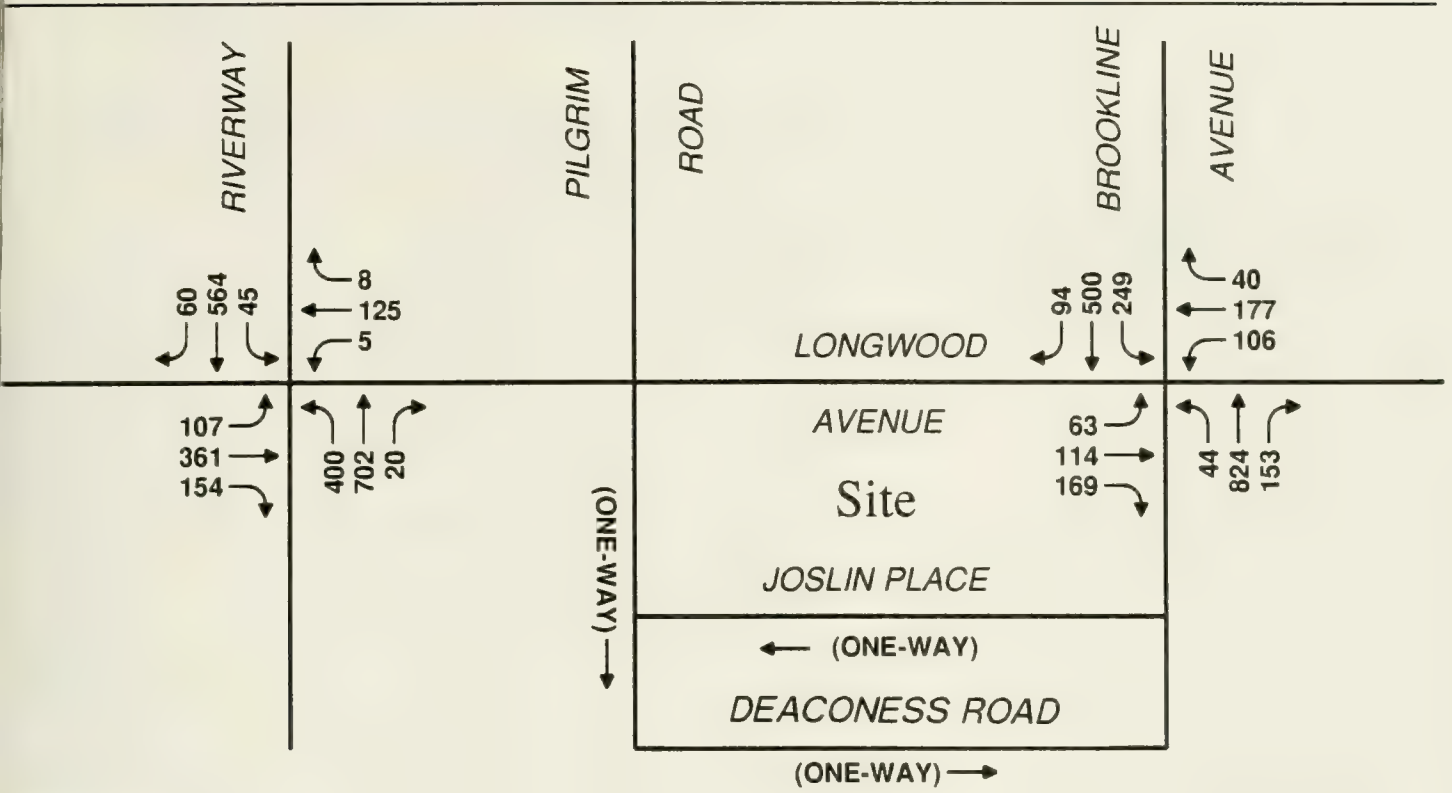 RIVERWAY
PILGRIM
ROAD
BROOKLINE
AVENUE
60
564
45
8
125
5
LONGWOOD
94
500
249
40
177
106
107
361
154
400
702
20
AVENUE
63
114
169
44
824
153
Site
(ONE-WAY)
JOSLIN PLACE
(ONE-WAY)
DEACONESS ROAD
(ONE-WAY)